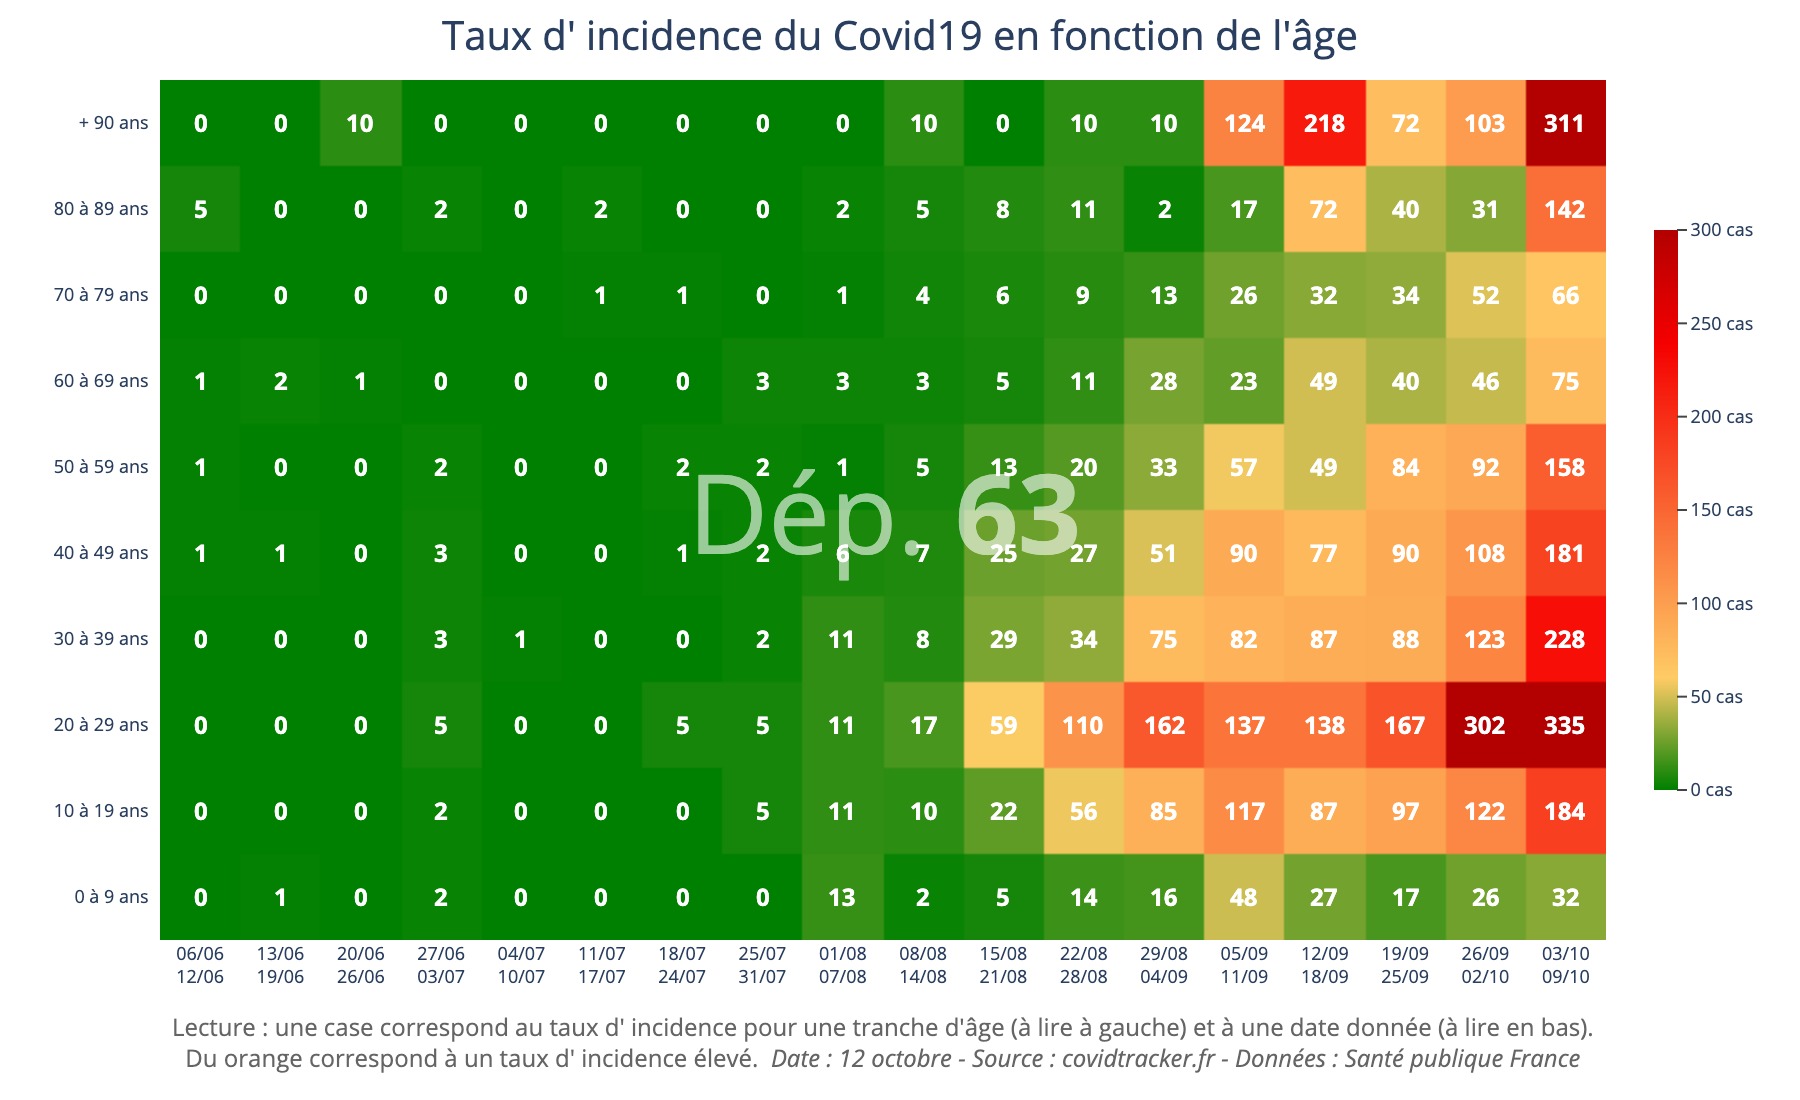 Taux d' incidence du Covid19 en fonction de l'âge
+ 90 ans 0 0 10 0 0 0 0 0 0 10 0 10 10 124 218 72 103 311
80 à 89 ans 5 0 0 2 0 2 0 0 2 5 8 11 2 17 72 40 31 142
70 à 79 ans 0 0 0 0 0 1 1 0 1 4 6 9 13 26 32 34 52 66
60 à 69 ans 1 2 1 0 0 0 0 3 3 3 5 11 28 23 49 40 46 75
50 à 59 ans 1 0 0 2 0 0 2 2 1 5 13 20 33 57 49 84 92 158
Dép. 63
40 à 49 ans 1 1 0 3 0 0 1 2 6 7 25 27 51 90 77 90 108 181
30 à 39 ans 0 0 0 3 1 0 0 2 11 8 29 34 75 82 87 88 123 228
20 à 29 ans 0 0 0 5 0 0 5 5 11 17 59 110 162 137 138 167 302 335
10 à 19 ans 0 0 0 2 0 0 0 5 11 10 22 56 85 117 87 97 122 184
0 à 9 ans 0 1 0 2 0 0 0 0 13 2 5 14 16 48 27 17 26 32
06/06 13/06 20/06 27/06 04/07 11/07 18/07 25/07 01/08 08/08 15/08 22/08 29/08 05/09 12/09 19/09 26/09 03/10
12/06 19/06 26/06 03/07 10/07 17/07 24/07 31/07 07/08 14/08 21/08 28/08 04/09 11/09 18/09 25/09 02/10 09/10
300 cas
250 cas
200 cas
150 cas
100 cas
50 cas
0 cas
Lecture : une case correspond au taux d' incidence pour une tranche d'âge (à lire à gauche) et à une date donnée (à lire en bas).
Du orange correspond à un taux d' incidence élevé. Date : 12 octobre - Source : covidtracker.fr - Données : Santé publique France